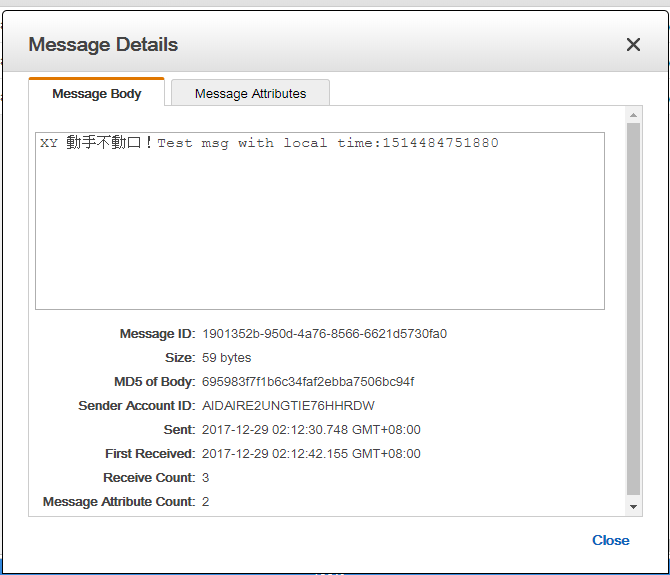 Message Details
Message Body
Message Attributes
XY 動手不動口！Test msg with local time:1514484751880
Message ID: 1901352b-950d-4a76-8566-6621d5730fa0
Size: 59 bytes
MD5 of Body: 695983f7f1b6c34faf2ebba7506bc94f
Sender Account ID: AIDAIRE2UNGTIE76HHRDW
Sent: 2017-12-29 02:12:30.748 GMT+08:00
First Received: 2017-12-29 02:12:42.155 GMT+08:00
Receive Count: 3
Message Attribute Count: 2
Close